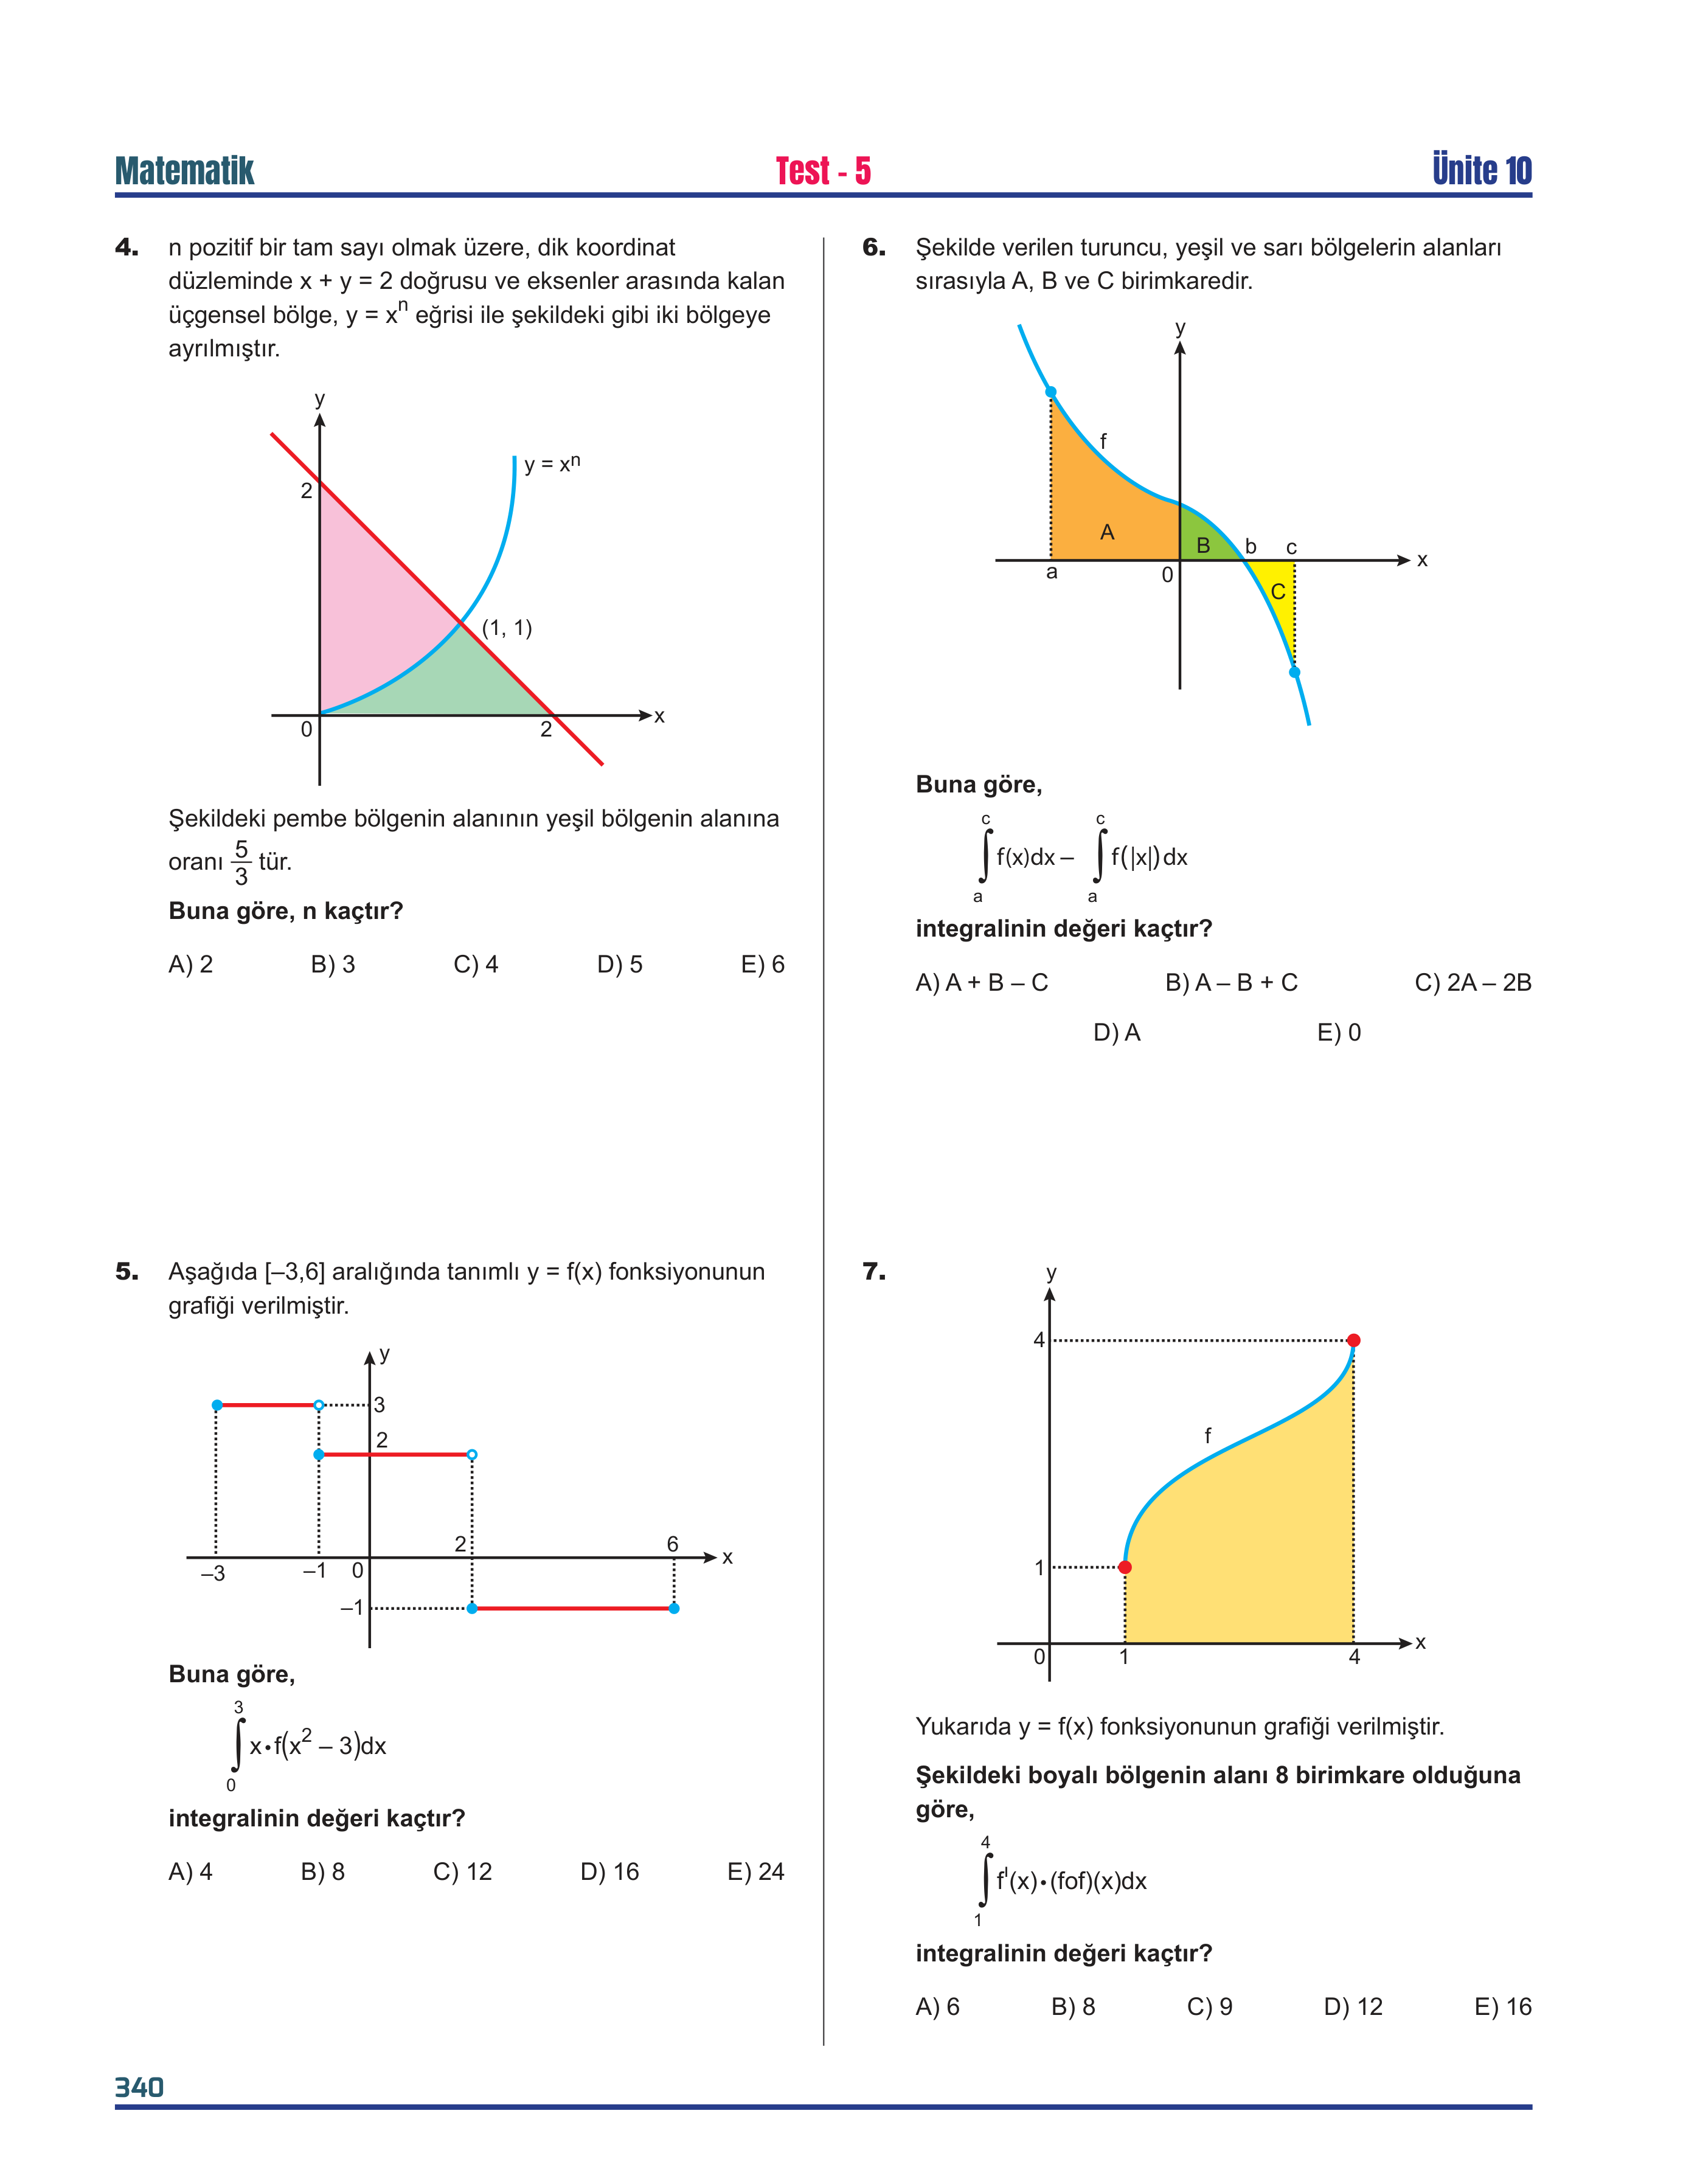 Matematik
Test - 5
Ünite 10
4. n pozitif bir tam sayı olmak üzere, dik koordinat
düzleminde x + y = 2 doğrusu ve eksenler arasında kalan
üçgensel bölge, y = xⁿ eğrisi ile şekildeki gibi iki bölgeye
ayrılmıştır.
y
y = xⁿ
2
(1, 1)
x
0
2
Şekildeki pembe bölgenin alanının yeşil bölgenin alanına
oranı 5/3 tür.
Buna göre, n kaçtır?
A) 2 B) 3 C) 4 D) 5 E) 6
5. Aşağıda [–3,6] aralığında tanımlı y = f(x) fonksiyonunun
grafiği verilmiştir.
y
3
2
2
6
x
–3
–1
0
–1
Buna göre,
3
∫ x•f(x² – 3)dx
0
integralinin değeri kaçtır?
A) 4 B) 8 C) 12 D) 16 E) 24
6. Şekilde verilen turuncu, yeşil ve sarı bölgelerin alanları
sırasıyla A, B ve C birimkaredir.
y
f
A
B
b
c
x
a
0
C
Buna göre,
c c
∫ f(x)dx – ∫ f(|x|)dx
a a
integralinin değeri kaçtır?
A) A + B – C B) A – B + C C) 2A – 2B
D) A E) 0
7.
y
4
f
1
x
0
1
4
Yukarıda y = f(x) fonksiyonunun grafiği verilmiştir.
Şekildeki boyalı bölgenin alanı 8 birimkare olduğuna
göre,
4
∫ f'(x)•(fof)(x)dx
1
integralinin değeri kaçtır?
A) 6 B) 8 C) 9 D) 12 E) 16
340